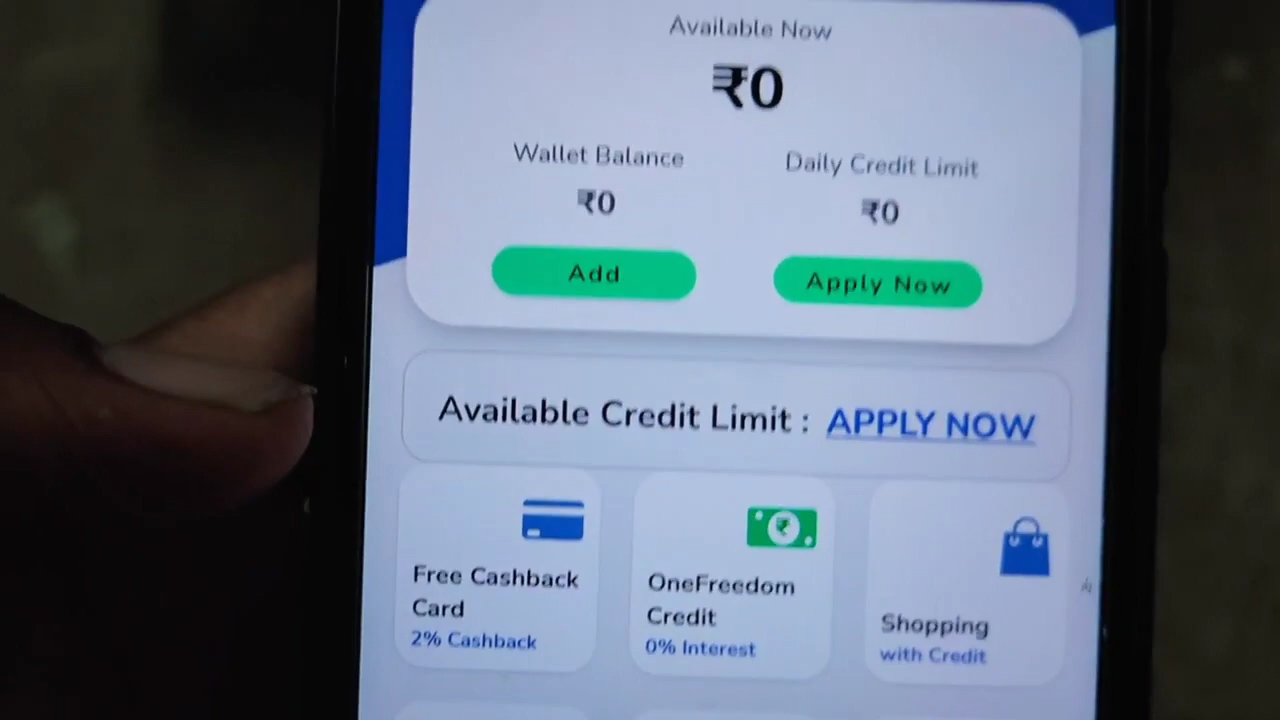 Available Now
₹0
Wallet Balance
Daily Credit Limit
₹0
₹0
Add
Apply Now
Available Credit Limit : APPLY NOW
Free Cashback
Card
2% Cashback
OneFreedom
Credit
0% Interest
Shopping
with Credit